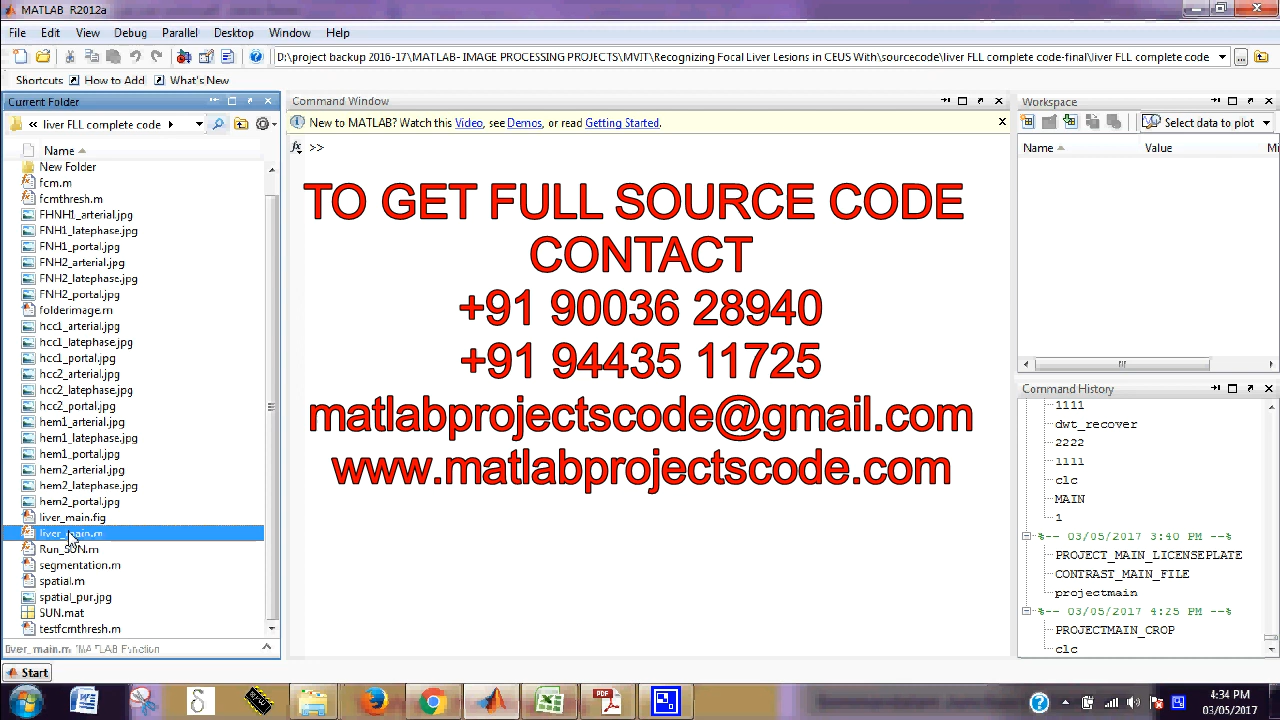 MATLAB R2012a
File Edit View Debug Parallel Desktop Window Help
D:\project backup 2016-17\MATLAB- IMAGE PROCESSING PROJECTS\MVIT\Recognizing Focal Liver Lesions in CEUS With\sourcecode\liver FLL complete code-final\liver FLL complete code
Shortcuts How to Add What's New
Current Folder
« liver FLL complete code
Name
New Folder
fcm.m
fcmthresh.m
FHNH1_arterial.jpg
FNH1_latephase.jpg
FNH1_portal.jpg
FNH2_arterial.jpg
FNH2_latephase.jpg
FNH2_portal.jpg
folderimage.m
hcc1_arterial.jpg
hcc1_latephase.jpg
hcc1_portal.jpg
hcc2_arterial.jpg
hcc2_latephase.jpg
hcc2_portal.jpg
hem1_arterial.jpg
hem1_latephase.jpg
hem1_portal.jpg
hem2_arterial.jpg
hem2_latephase.jpg
hem2_portal.jpg
liver_main.fig
liver_main.m
Run_SUN.m
segmentation.m
spatial.m
spatial_pur.jpg
SUN.mat
testfcmthresh.m
liver_main.m (MATLAB Function)
Command Window
New to MATLAB? Watch this Video, see Demos, or read Getting Started.
fx >>
TO GET FULL SOURCE CODE
CONTACT
+91 90036 28940
+91 94435 11725
matlabprojectscode@gmail.com
www.matlabprojectscode.com
Workspace
Select data to plot
Name Value Mi
Command History
1111
dwt_recover
2222
1111
clc
MAIN
1
%-- 03/05/2017 3:40 PM --%
PROJECT_MAIN_LICENSEPLATE
CONTRAST_MAIN_FILE
projectmain
%-- 03/05/2017 4:25 PM --%
PROJECTMAIN_CROP
clc
Start
4:34 PM
03/05/2017